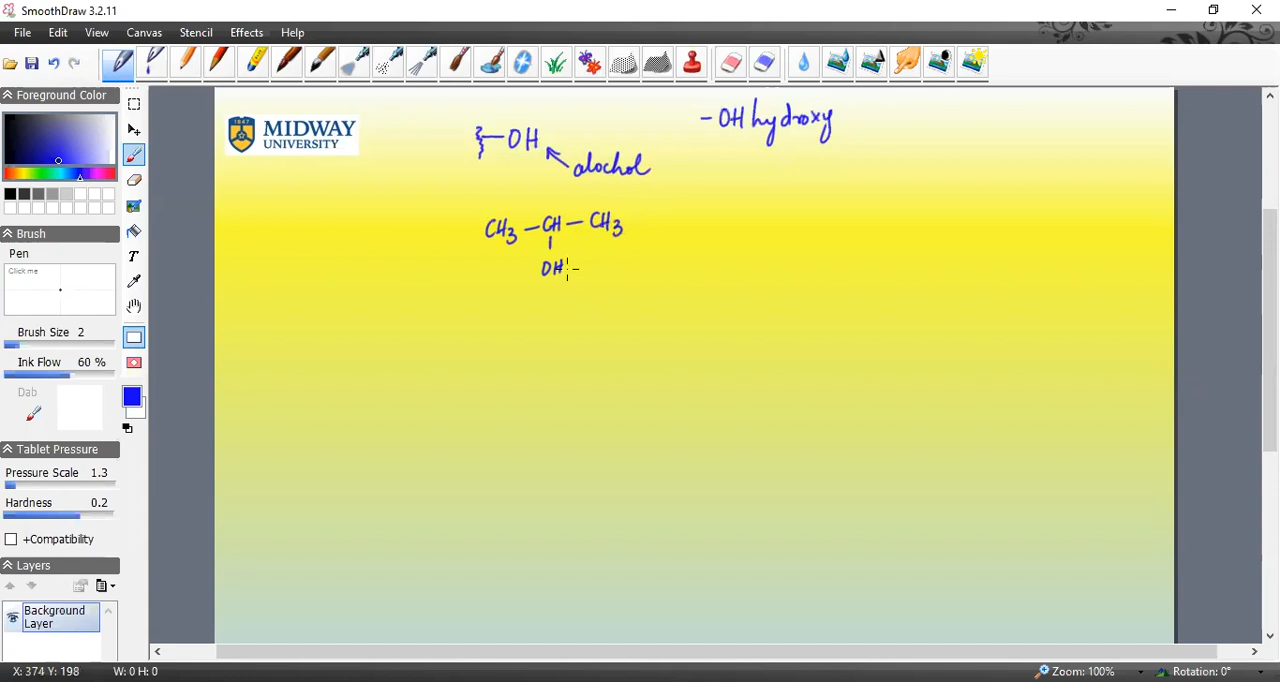 SmoothDraw 3.2.11
File Edit View Canvas Stencil Effects Help
Foreground Color
Brush
Pen
Click me
Brush Size 2
Ink Flow 60 %
Dab
Tablet Pressure
Pressure Scale 1.3
Hardness 0.2
+Compatibility
Layers
Background
Layer
1847
MIDWAY
UNIVERSITY
-OH
alochol
-OH hydroxy
CH3 - CH - CH3
OH
X: 374 Y: 198 W: 0 H: 0 Zoom: 100% Rotation: 0°